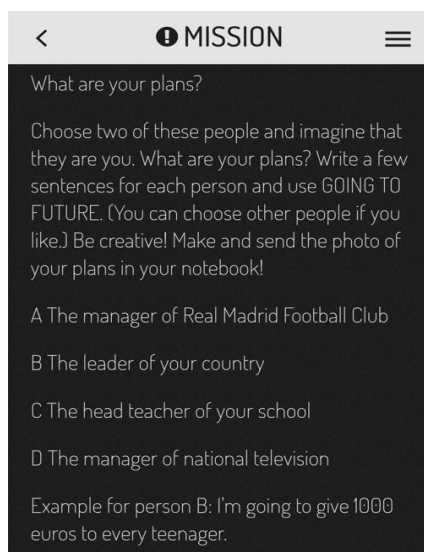 MISSION
What are your plans?
Choose two of these people and imagine that
they are you. What are your plans? Write a few
sentences for each person and use GOING TO
FUTURE. (You can choose other people if you
like.) Be creative! Make and send the photo of
your plans in your notebook!
A The manager of Real Madrid Football Club
B The leader of your country
C The head teacher of your school
D The manager of national television
Example for person B: I'm going to give 1000
euros to every teenager.